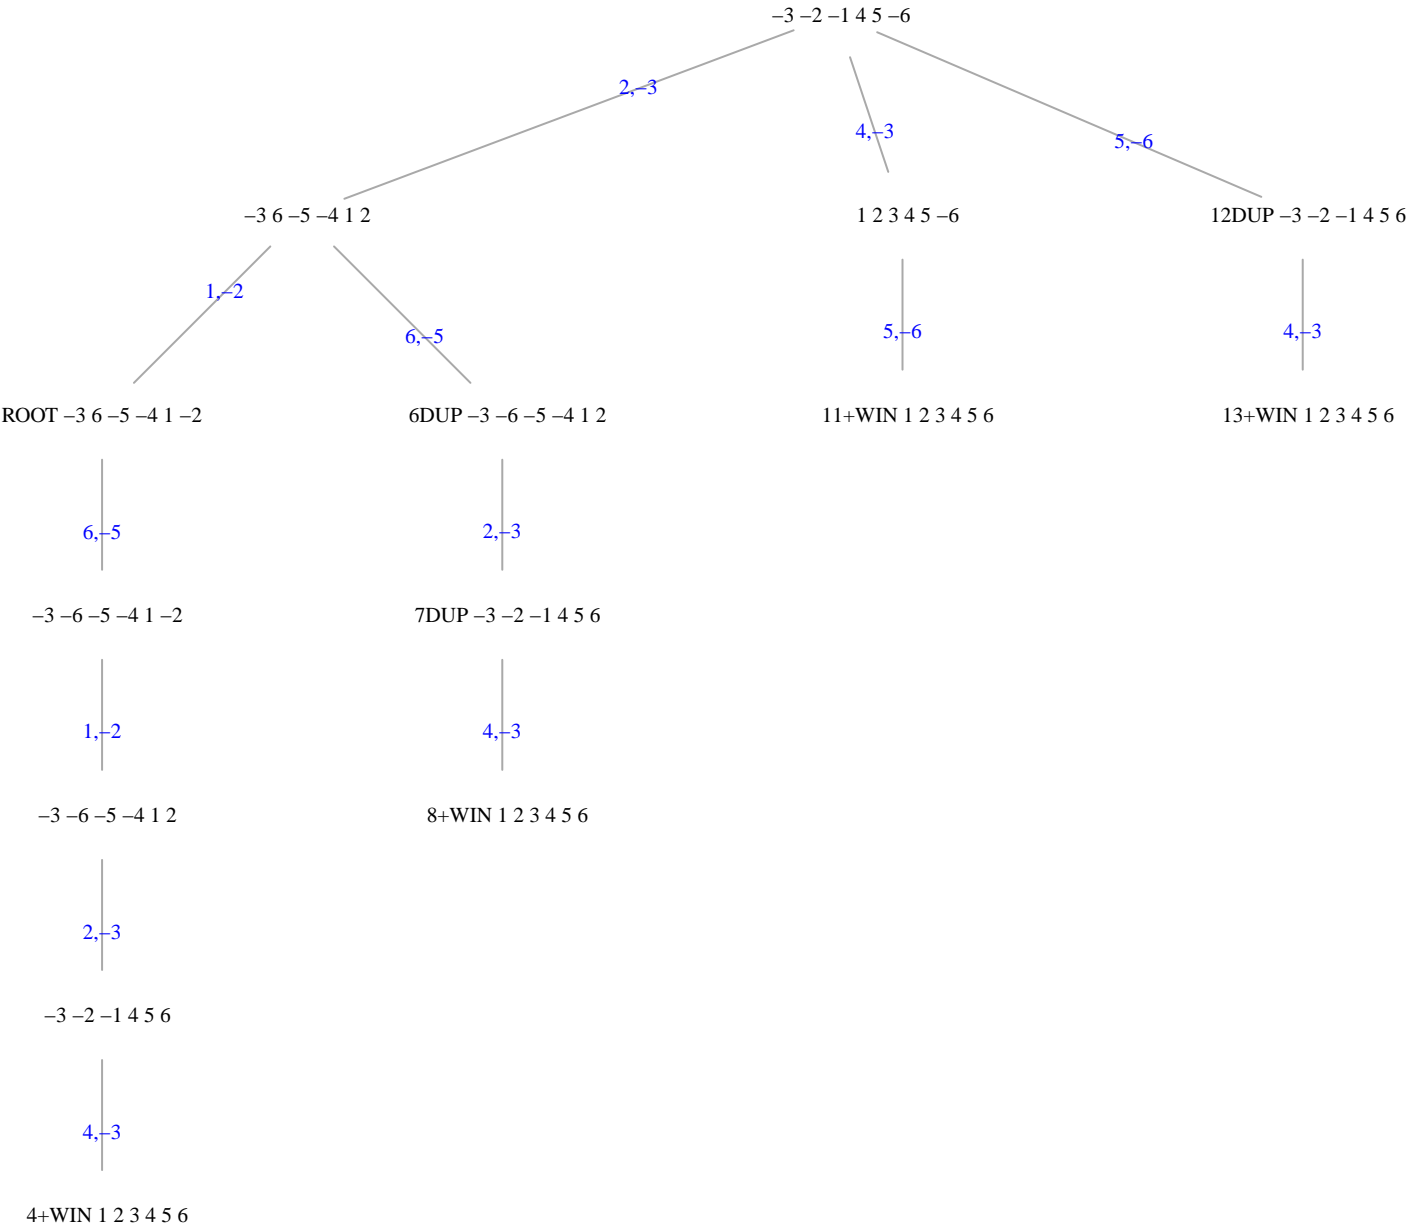 −3 −2 −1 4 5 −6
2,−3
4,−3
5,−6
−3 6 −5 −4 1 2
1 2 3 4 5 −6
12DUP −3 −2 −1 4 5 6
1,−2
6,−5
5,−6
4,−3
ROOT −3 6 −5 −4 1 −2
6DUP −3 −6 −5 −4 1 2
11+WIN 1 2 3 4 5 6
13+WIN 1 2 3 4 5 6
6,−5
2,−3
−3 −6 −5 −4 1 −2
7DUP −3 −2 −1 4 5 6
1,−2
4,−3
−3 −6 −5 −4 1 2
8+WIN 1 2 3 4 5 6
2,−3
−3 −2 −1 4 5 6
4,−3
4+WIN 1 2 3 4 5 6